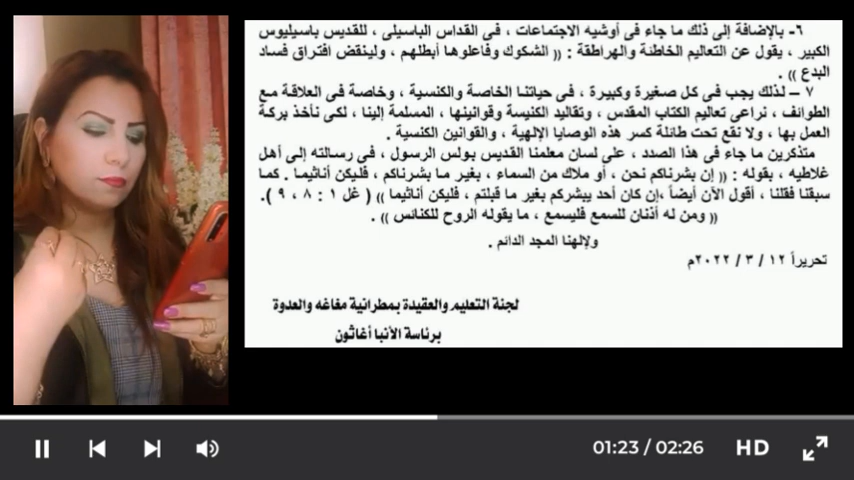 ٦- بالإضافة إلى ذلك ما جاء فى أوشيه الاجتماعات ، فى القداس الباسيلى ، للقديس باسيليوس
الكبير ، يقول عن التعاليم الخاطئة والهراطقة : (( الشكوك وفاعلوها أبطلهم ، ولينقض افتراق فساد
البدع )) .
٧ – لذلك يجب فى كل صغيرة وكبيرة ، فى حياتنا الخاصة والكنسية ، وخاصة فى العلاقة مع
الطوائف ، نراعى تعاليم الكتاب المقدس ، وتقاليد الكنيسة وقوانينها ، المسلمة إلينا ، لكى نأخذ بركة
العمل بها ، ولا نقع تحت طائلة كسر هذه الوصايا الإلهية ، والقوانين الكنسية .
متذكرين ما جاء فى هذا الصدد ، على لسان معلمنا القديس بولس الرسول ، فى رسالته إلى أهل
غلاطيه ، بقوله : (( إن بشرناكم نحن ، أو ملاك من السماء ، بغير ما بشرناكم ، فليكن أناثيما . كما
سبقنا فقلنا ، أقول الآن أيضاً ،إن كان أحد يبشركم بغير ما قبلتم ، فليكن أناثيما )) ( غل ١ : ٨ ، ٩ ).
(( ومن له أذنان للسمع فليسمع ، ما يقوله الروح للكنائس )) .
ولإلهنا المجد الدائم .
تحريراً ١٢ / ٣ / ٢٠٢٢م
لجنة التعليم والعقيدة بمطرانية مغاغه والعدوة
برئاسة الأنبا أغاثون
01:23 / 02:26 HD